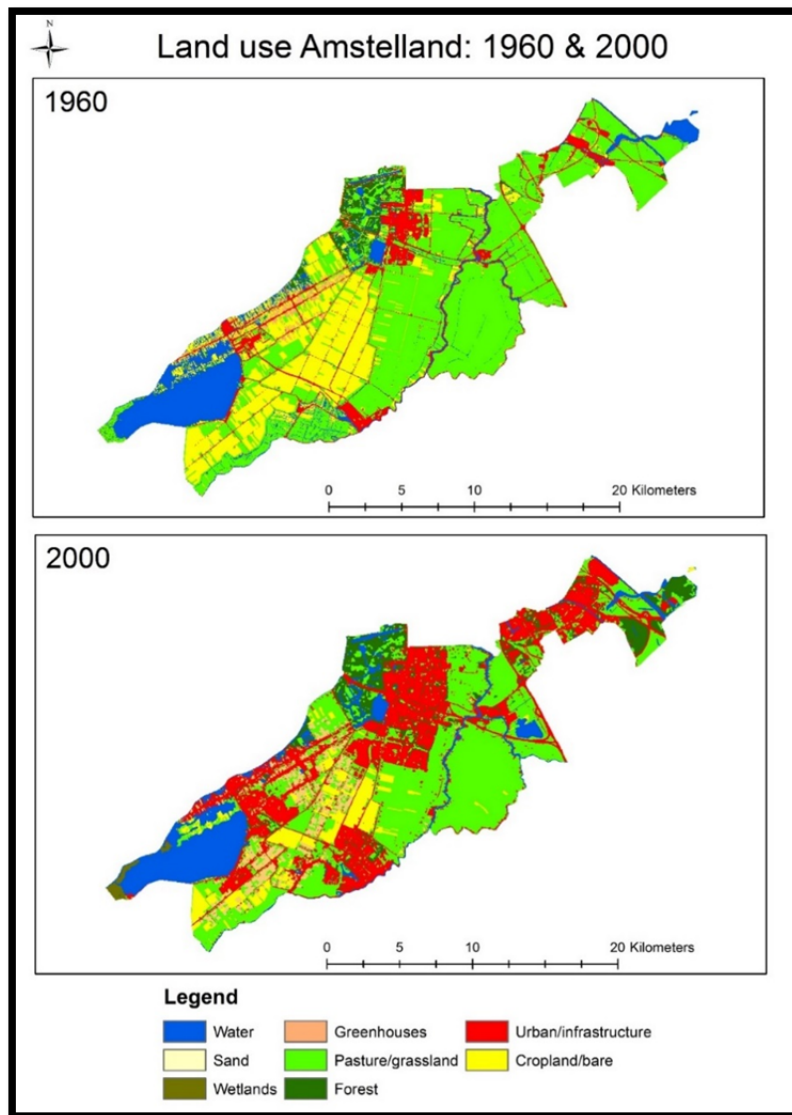 N
Land use Amstelland: 1960 & 2000
1960
0 5 10 20 Kilometers
2000
0 5 10 20 Kilometers
Legend
Water Greenhouses Urban/infrastructure
Sand Pasture/grassland Cropland/bare
Wetlands Forest